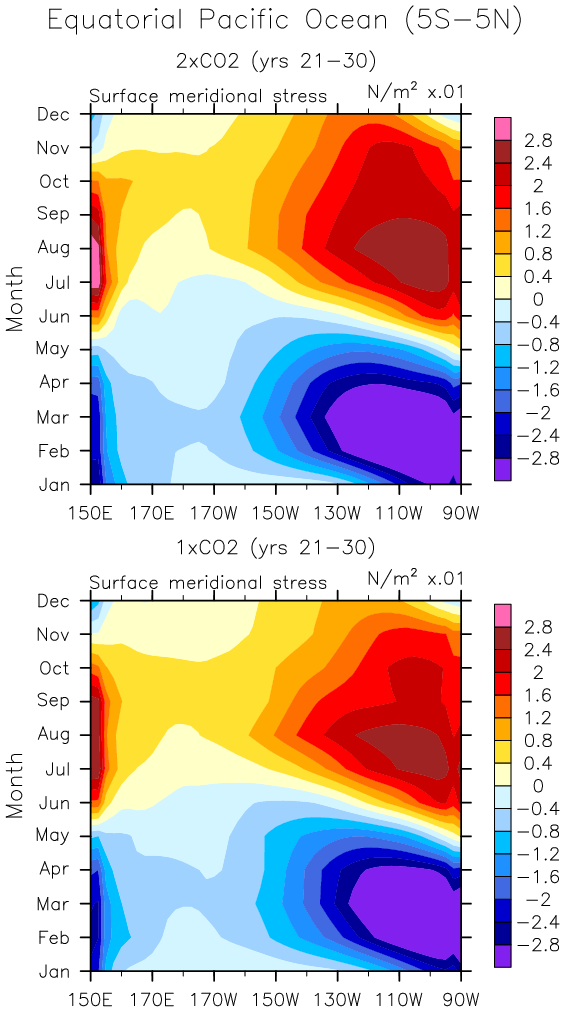 Equatorial Pacific Ocean (5S-5N)
2xCO2 (yrs 21-30)
Surface meridional stress N/m² x.01
Dec
Nov
Oct
Sep
Aug
Jul
Jun
May
Apr
Mar
Feb
Jan
Month
150E 170E 170W 150W 130W 110W 90W
2.8
2.4
2
1.6
1.2
0.8
0.4
0
-0.4
-0.8
-1.2
-1.6
-2
-2.4
-2.8
1xCO2 (yrs 21-30)
Surface meridional stress N/m² x.01
Dec
Nov
Oct
Sep
Aug
Jul
Jun
May
Apr
Mar
Feb
Jan
Month
150E 170E 170W 150W 130W 110W 90W
2.8
2.4
2
1.6
1.2
0.8
0.4
0
-0.4
-0.8
-1.2
-1.6
-2
-2.4
-2.8